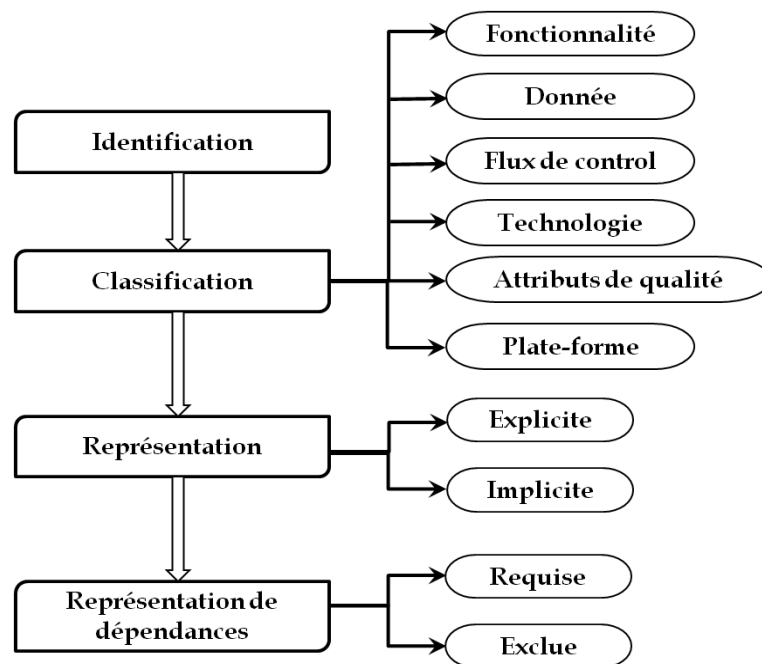 Identification
Classification
Représentation
Représentation de
dépendances
Fonctionnalité
Donnée
Flux de control
Technologie
Attributs de qualité
Plate-forme
Explicite
Implicite
Requise
Exclue